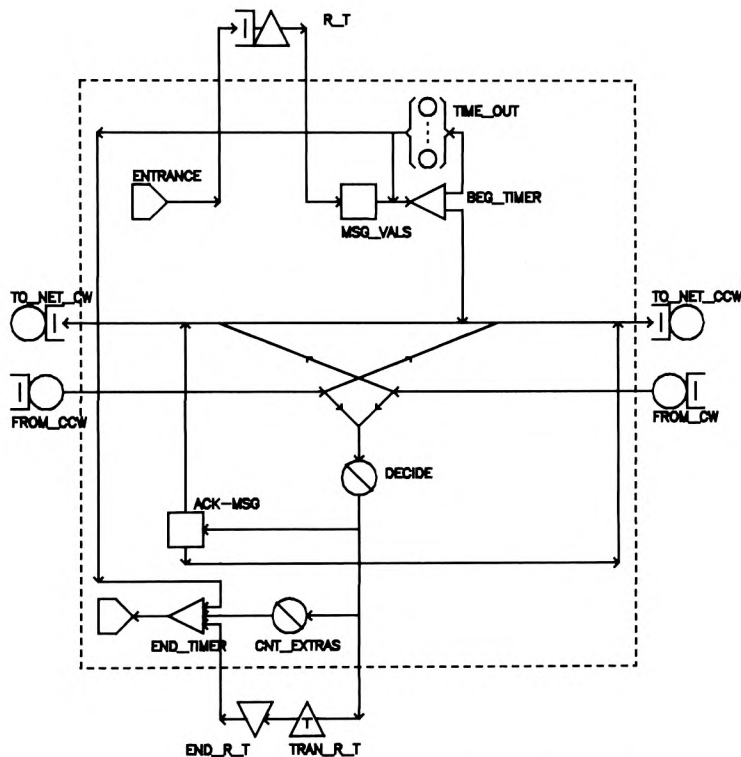 R_T
TIME_OUT
ENTRANCE
BEG_TIMER
MSG_VALS
TO_NET_CW
TO_NET_CCW
FROM_CCW
FROM_CW
DECIDE
ACK-MSG
END_TIMER
CNT_EXTRAS
T
END_R_T
TRAN_R_T